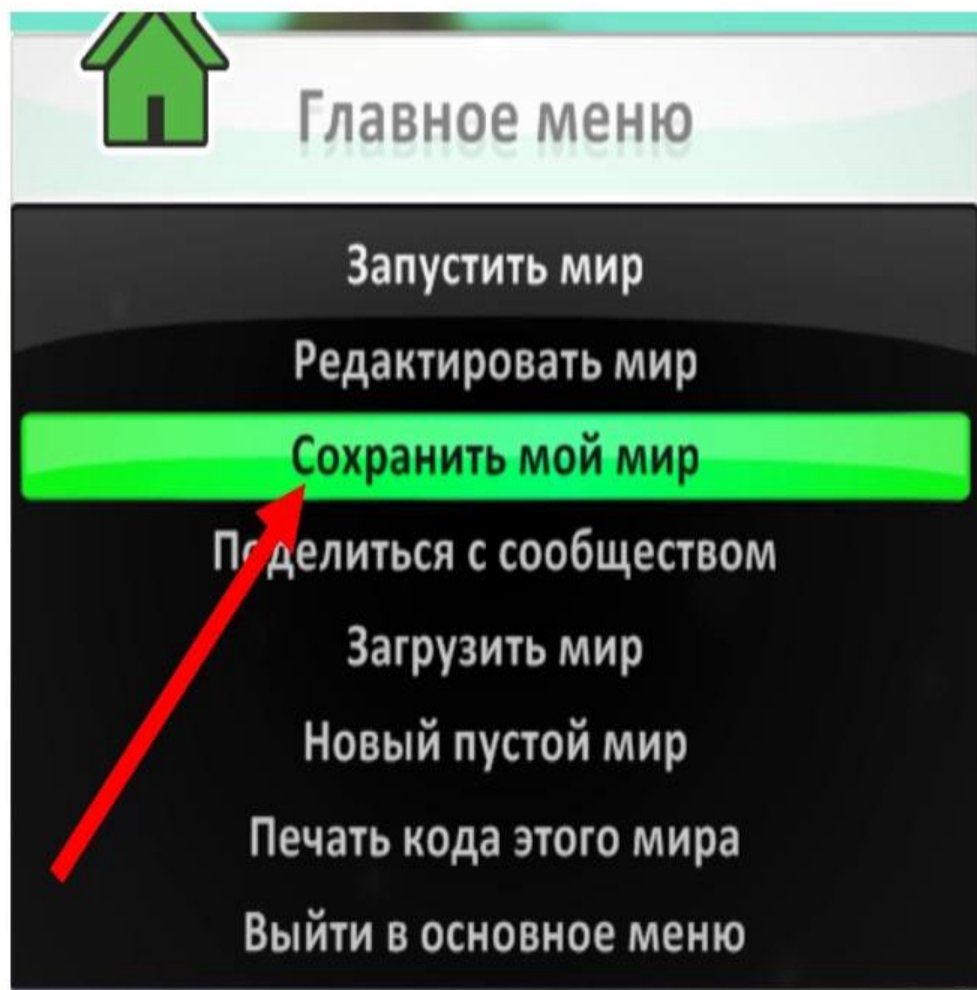 Главное меню
Запустить мир
Редактировать мир
Сохранить мой мир
Поделиться с сообществом
Загрузить мир
Новый пустой мир
Печать кода этого мира
Выйти в основное меню